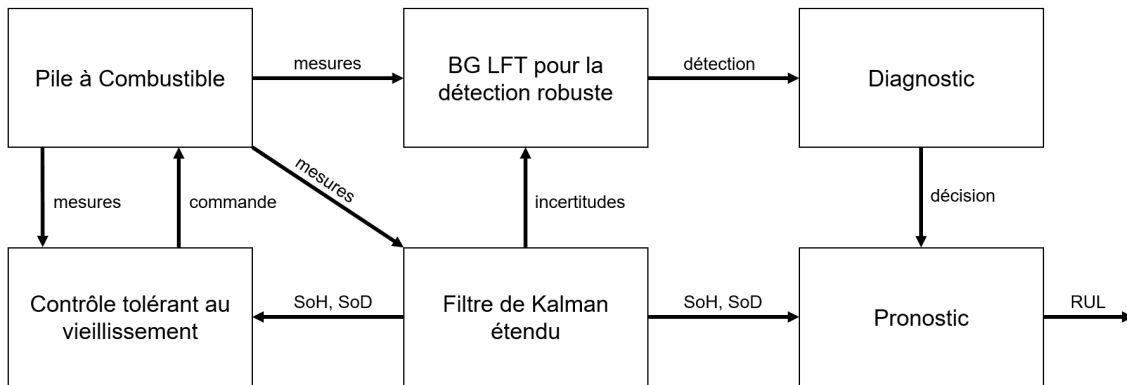 Pile à Combustible
mesures
BG LFT pour la
détection robuste
détection
Diagnostic
mesures
commande
mesures
incertitudes
décision
Contrôle tolérant au
vieillissement
SoH, SoD
Filtre de Kalman
étendu
SoH, SoD
Pronostic
RUL